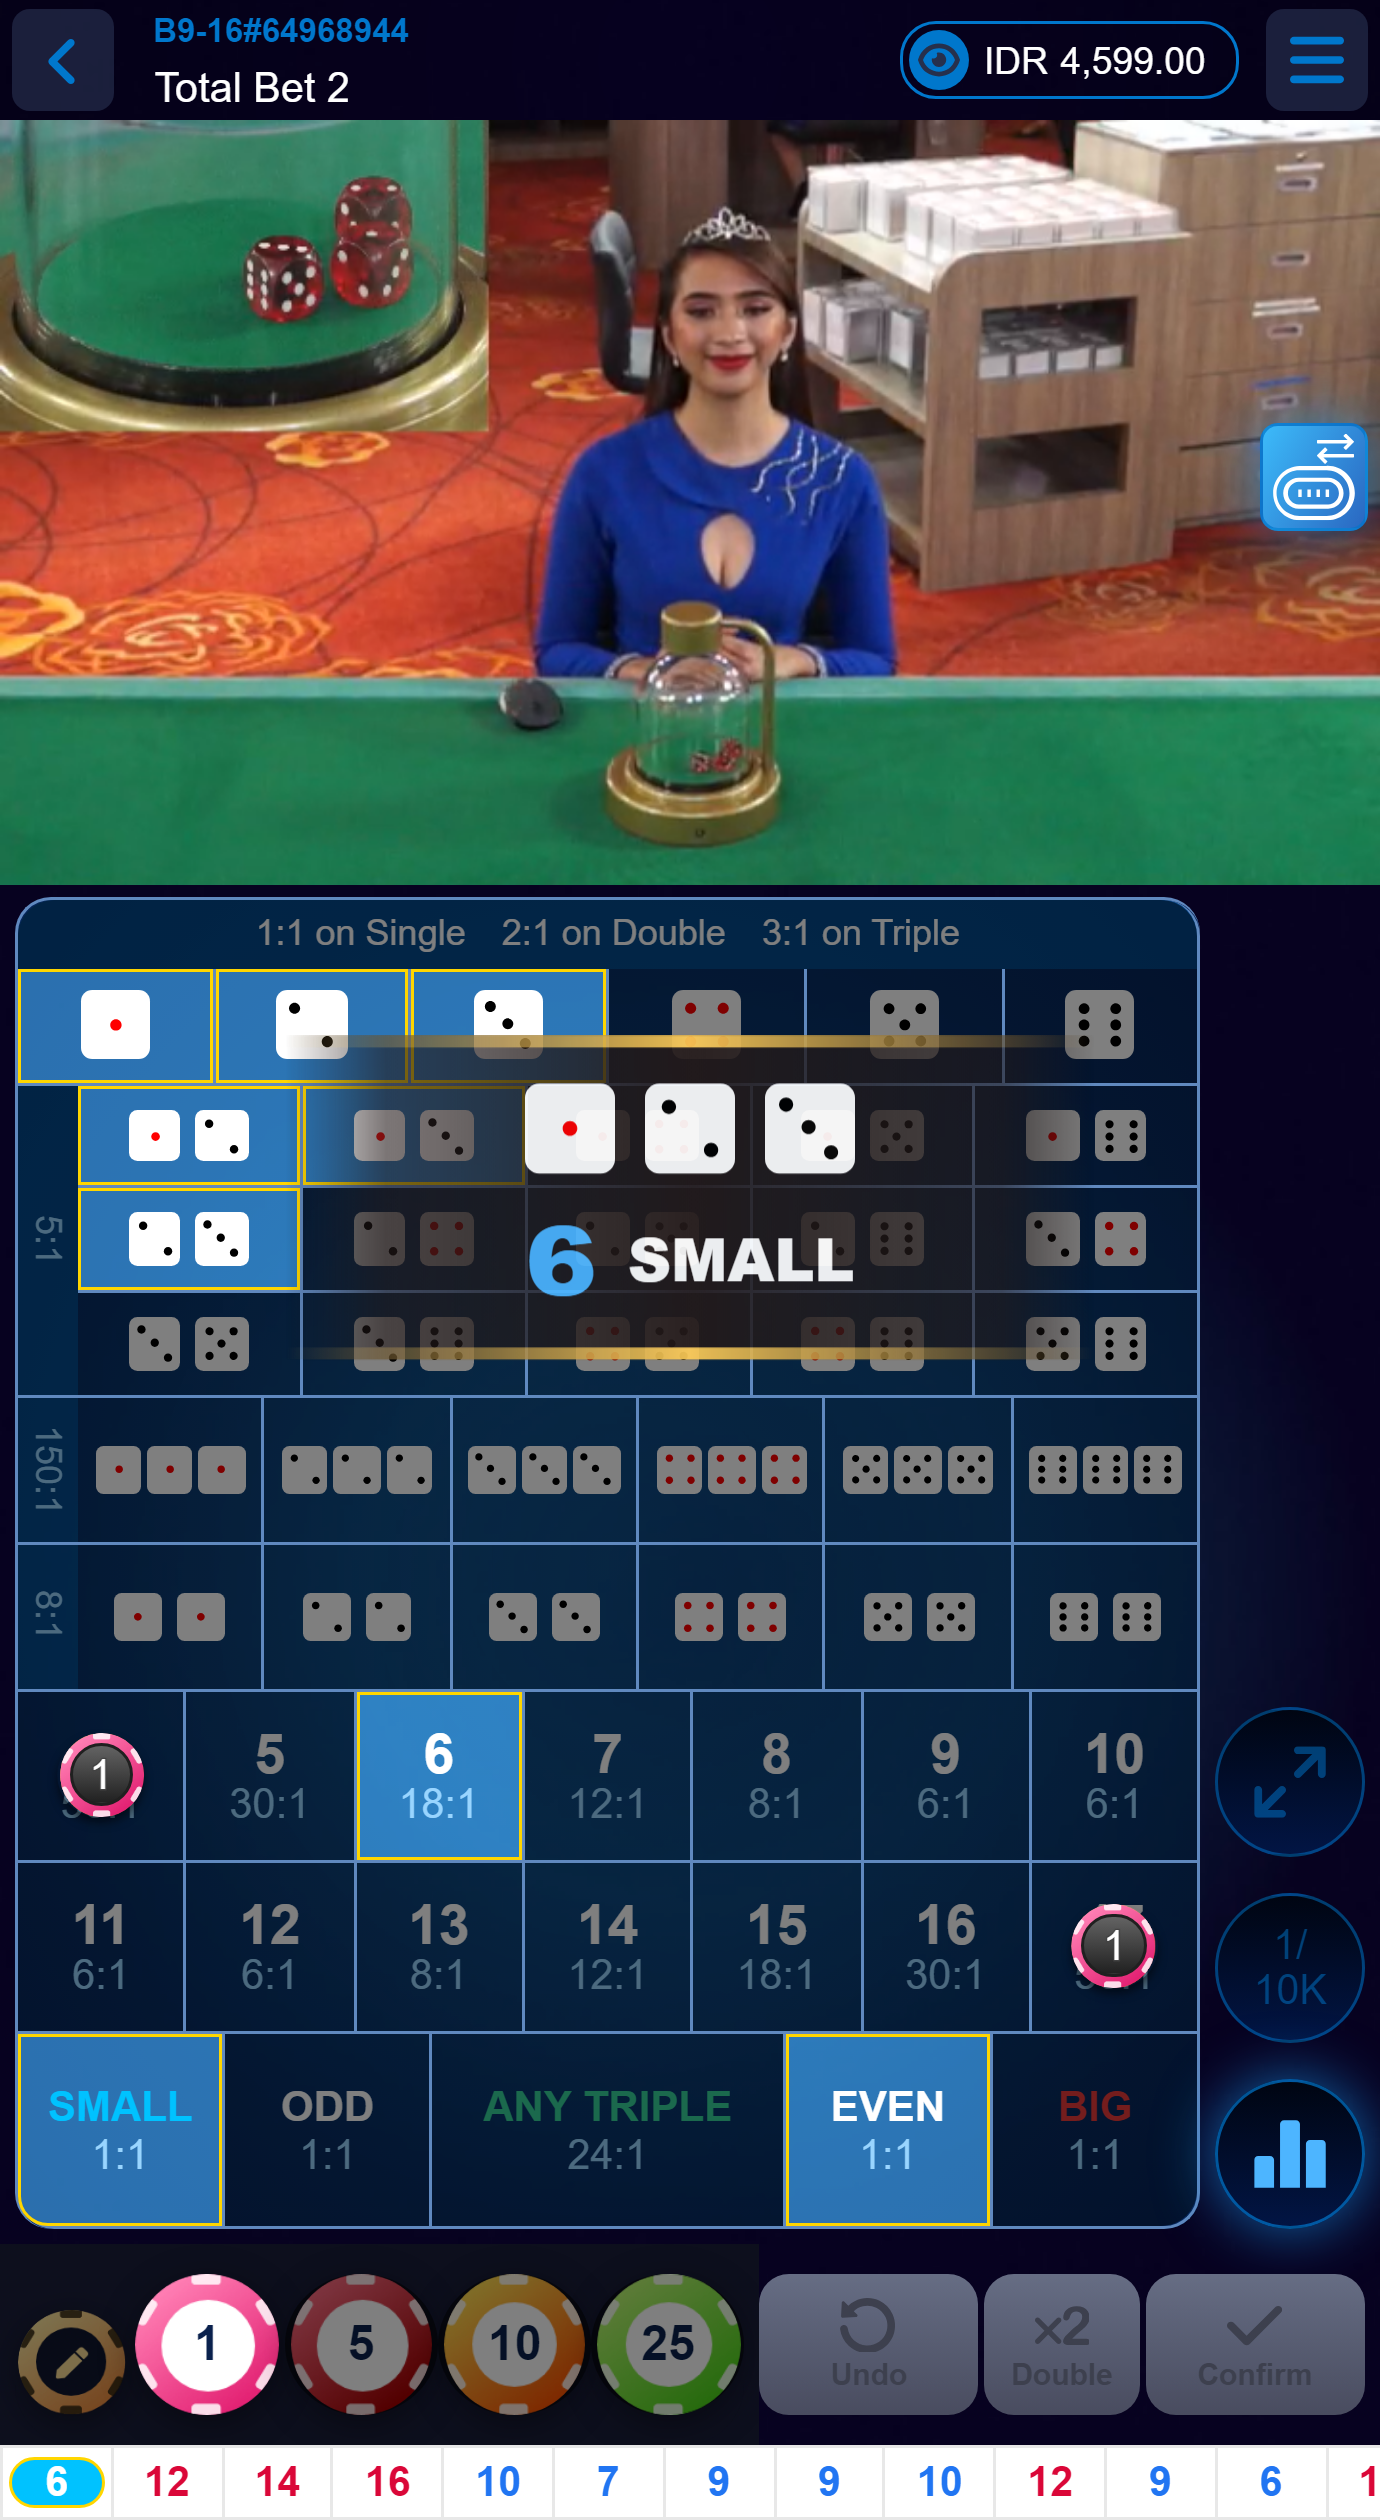 B9-16#64968944
Total Bet 2
IDR 4,599.00
1:1 on Single 2:1 on Double 3:1 on Triple
6 SMALL
5:1
150:1
8:1
1 5 6 7 8 9 10
30:1 18:1 12:1 8:1 6:1 6:1
11 12 13 14 15 16 1
6:1 6:1 8:1 12:1 18:1 30:1
1/
10K
SMALL ODD ANY TRIPLE EVEN BIG
1:1 1:1 24:1 1:1 1:1
1 5 10 25 x2
Undo Double Confirm
6 12 14 16 10 7 9 9 10 12 9 6